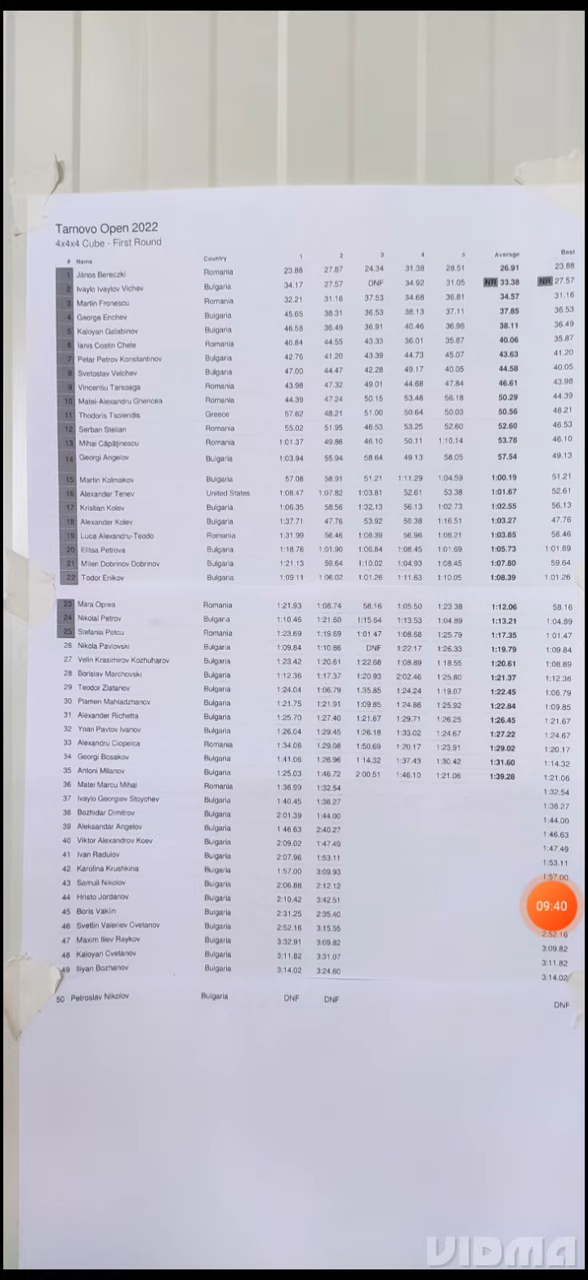 Tarnovo Open 2022
4x4x4 Cube - First Round
# Name Country 1 2 3 4 5 Average Best
1 János Bereczki Romania 23.88 27.87 24.34 31.38 28.51 26.91 23.88
2 Ivaylo Ivaylov Vichev Bulgaria 34.17 27.57 DNF 34.92 31.05 NR 33.38 NR 27.57
3 Martin Fronescu Romania 32.21 31.16 37.53 34.68 36.81 34.57 31.16
4 George Enchev Bulgaria 45.65 38.31 36.53 38.13 37.11 37.85 36.53
5 Kaloyan Galabinov Bulgaria 46.58 36.49 36.91 40.46 36.96 38.11 36.49
6 Ianis Costin Chele Romania 40.84 44.55 43.33 36.01 35.87 40.06 35.87
7 Petar Petrov Konstantinov Bulgaria 42.76 41.20 43.39 44.73 45.07 43.63 41.20
8 Svetoslav Velchev Bulgaria 47.00 44.47 42.28 49.17 40.05 44.58 40.05
9 Vincentiu Tarsoaga Romania 43.98 47.32 49.01 44.68 47.84 46.61 43.98
10 Matei-Alexandru Ghencea Romania 44.39 47.24 50.15 53.48 56.18 50.29 44.39
11 Thodoris Tsolendis Greece 57.62 48.21 51.00 50.64 50.03 50.56 48.21
12 Serban Stelian Romania 55.02 51.95 46.53 53.25 52.60 52.60 46.53
13 Mihai Căpățînescu Romania 1:01.37 49.86 46.10 50.11 1:10.14 53.78 46.10
14 Georgi Angelov Bulgaria 1:03.94 55.94 58.64 49.13 58.05 57.54 49.13
15 Martin Kolmakov Bulgaria 57.08 58.91 51.21 1:11.29 1:04.59 1:00.19 51.21
16 Alexander Tenev United States 1:08.47 1:07.82 1:03.81 52.61 53.38 1:01.67 52.61
17 Kristian Kolev Bulgaria 1:06.35 58.56 1:32.13 56.13 1:02.73 1:02.55 56.13
18 Alexander Kolev Bulgaria 1:37.71 47.76 53.92 59.38 1:16.51 1:03.27 47.76
19 Luca Alexandru-Teodo Romania 1:31.99 56.46 1:06.39 56.96 1:08.21 1:03.85 56.46
20 Elitsa Petrova Bulgaria 1:18.78 1:01.90 1:06.84 1:08.45 1:01.69 1:05.73 1:01.69
21 Milen Dobrinov Dobrinov Bulgaria 1:21.13 59.64 1:10.02 1:04.93 1:08.45 1:07.80 59.64
22 Todor Enikov Bulgaria 1:09.11 1:06.02 1:01.26 1:11.63 1:10.05 1:08.39 1:01.26
23 Mara Oprea Romania 1:21.93 1:08.74 58.16 1:05.50 1:23.38 1:12.06 58.16
24 Nikolai Petrov Bulgaria 1:10.46 1:21.60 1:15.64 1:13.53 1:04.89 1:13.21 1:04.89
25 Stefania Petcu Romania 1:23.69 1:19.69 1:01.47 1:08.68 1:25.79 1:17.35 1:01.47
26 Nikola Pavlovski Bulgaria 1:09.84 1:10.86 DNF 1:22.17 1:26.33 1:19.79 1:09.84
27 Velin Krasimirov Kozhuharov Bulgaria 1:23.42 1:20.61 1:22.68 1:08.89 1:18.55 1:20.61 1:08.89
28 Borislav Marchovski Bulgaria 1:12.36 1:17.37 1:20.93 2:02.46 1:25.80 1:21.37 1:12.36
29 Teodor Zlatanov Bulgaria 1:24.04 1:06.79 1:35.85 1:24.24 1:19.07 1:22.45 1:06.79
30 Plamen Mahladzhanov Bulgaria 1:21.75 1:21.91 1:09.85 1:24.86 1:25.92 1:22.84 1:09.85
31 Alexander Richetta Bulgaria 1:25.70 1:27.40 1:21.67 1:29.71 1:26.25 1:26.45 1:21.67
32 Yoan Pavlov Ivanov Bulgaria 1:26.04 1:29.45 1:26.18 1:33.02 1:24.67 1:27.22 1:24.67
33 Alexandru Ciopeica Romania 1:34.06 1:29.08 1:50.69 1:20.17 1:23.91 1:29.02 1:20.17
34 Georgi Bosakov Bulgaria 1:41.06 1:26.96 1:14.32 1:37.43 1:30.42 1:31.60 1:14.32
35 Antoni Milanov Bulgaria 1:25.03 1:46.72 2:00.51 1:46.10 1:21.06 1:39.28 1:21.06
36 Matei Marcu Mihai Romania 1:36.99 1:32.54 1:32.54
37 Ivaylo Georgiev Stoychev Bulgaria 1:40.45 1:36.27 1:36.27
38 Bozhidar Dimitrov Bulgaria 2:01.39 1:44.00 1:44.00
39 Aleksandar Angelov Bulgaria 1:46.63 2:40.27 1:46.63
40 Viktor Alexandrov Koev Bulgaria 2:09.02 1:47.49 1:47.49
41 Ivan Radulov Bulgaria 2:07.96 1:53.11 1:53.11
42 Karolina Krushkina Bulgaria 1:57.00 3:09.93 1:57.00
43 Samuil Nikolov Bulgaria 2:06.88 2:12.12
44 Hristo Jordanov Bulgaria 2:10.42 3:42.51
45 Boris Vakin Bulgaria 2:31.25 2:35.40
46 Svetlin Valeriev Cvetanov Bulgaria 2:52.16 3:15.55 2:52.16
47 Maxim Iliev Raykov Bulgaria 3:32.91 3:09.82 3:09.82
48 Kaloyan Cvetanov Bulgaria 3:11.82 3:31.07 3:11.82
49 Iliyan Bozhanov Bulgaria 3:14.02 3:24.60 3:14.02
50 Petroslav Nikolov Bulgaria DNF DNF DNF
09:40
VIDMA